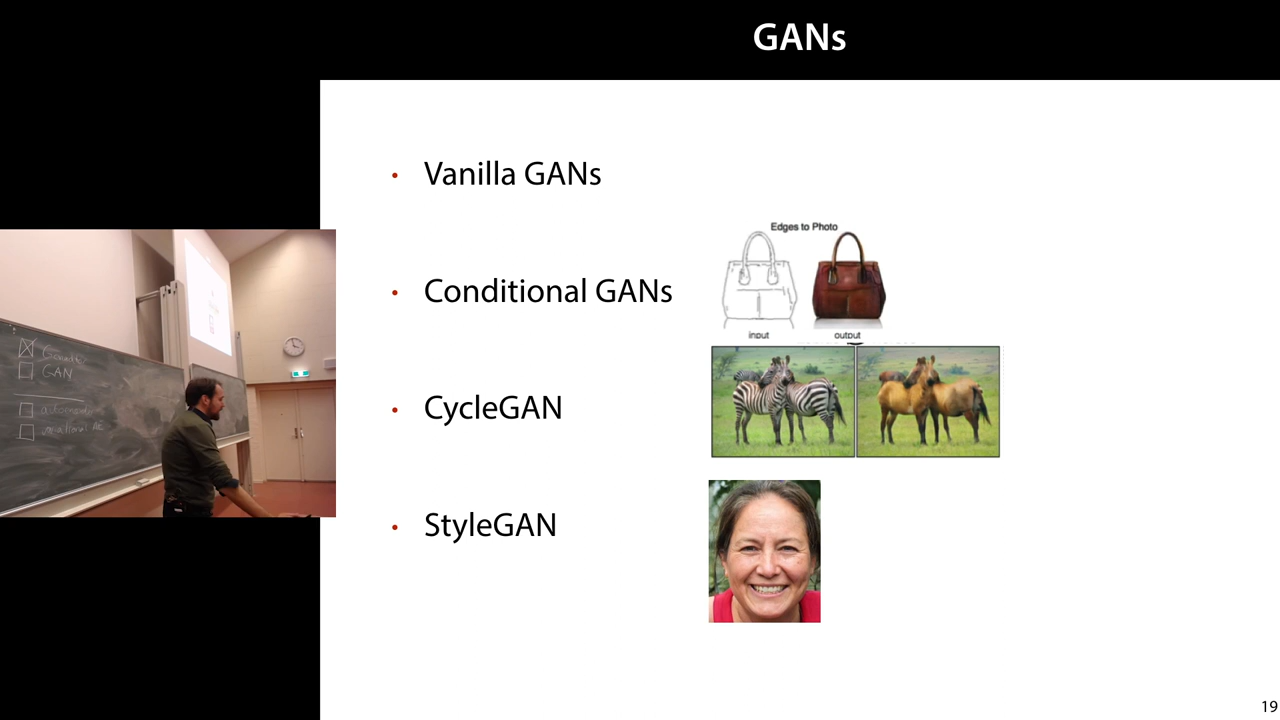 GANs
• Vanilla GANs
Edges to Photo
• Conditional GANs
input output
• CycleGAN
• StyleGAN
19
GAN